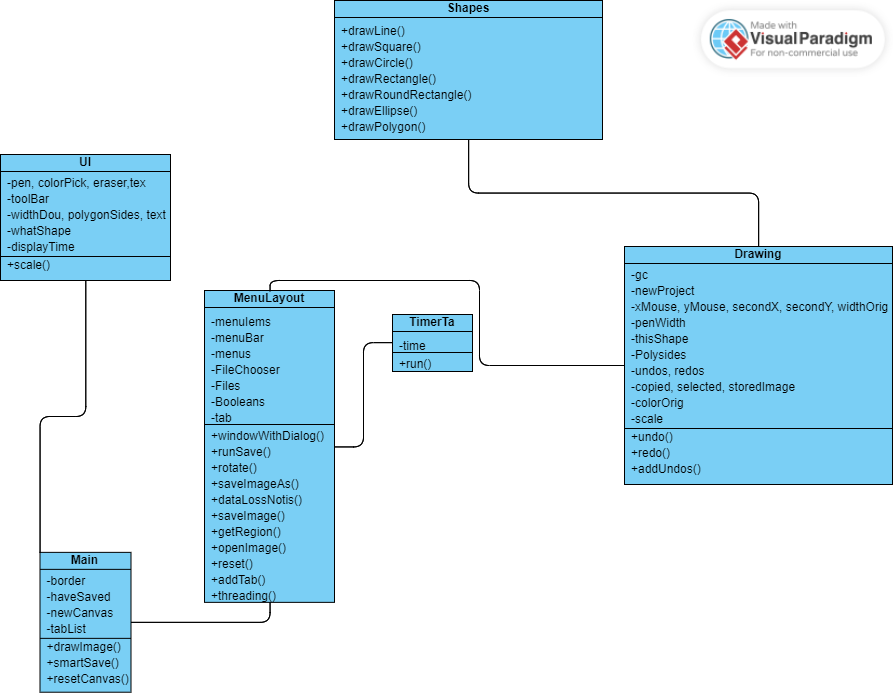 Shapes
+drawLine()
+drawSquare()
+drawCircle()
+drawRectangle()
+drawRoundRectangle()
+drawEllipse()
+drawPolygon()
Made with
VisualParadigm
For non-commercial use
UI
-pen, colorPick, eraser,tex
-toolBar
-widthDou, polygonSides, text
-whatShape
-displayTime
+scale()
MenuLayout
-menuIems
-menuBar
-menus
-FileChooser
-Files
-Booleans
-tab
+windowWithDialog()
+runSave()
+rotate()
+saveImageAs()
+dataLossNotis()
+saveImage()
+getRegion()
+openImage()
+reset()
+addTab()
+threading()
TimerTa
-time
+run()
Drawing
-gc
-newProject
-xMouse, yMouse, secondX, secondY, widthOrig
-penWidth
-thisShape
-Polysides
-undos, redos
-copied, selected, storedImage
-colorOrig
-scale
+undo()
+redo()
+addUndos()
Main
-border
-haveSaved
-newCanvas
-tabList
+drawImage()
+smartSave()
+resetCanvas()